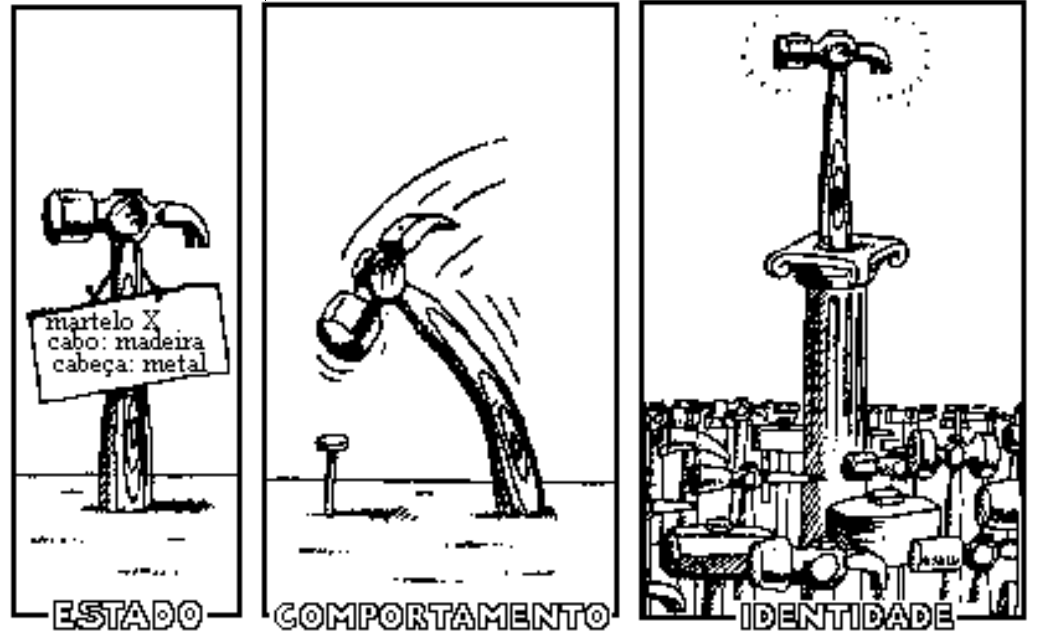 martelo X
cabo: madeira
cabeça: metal
ESTADO
COMPORTAMENTO
IDENTIDADE